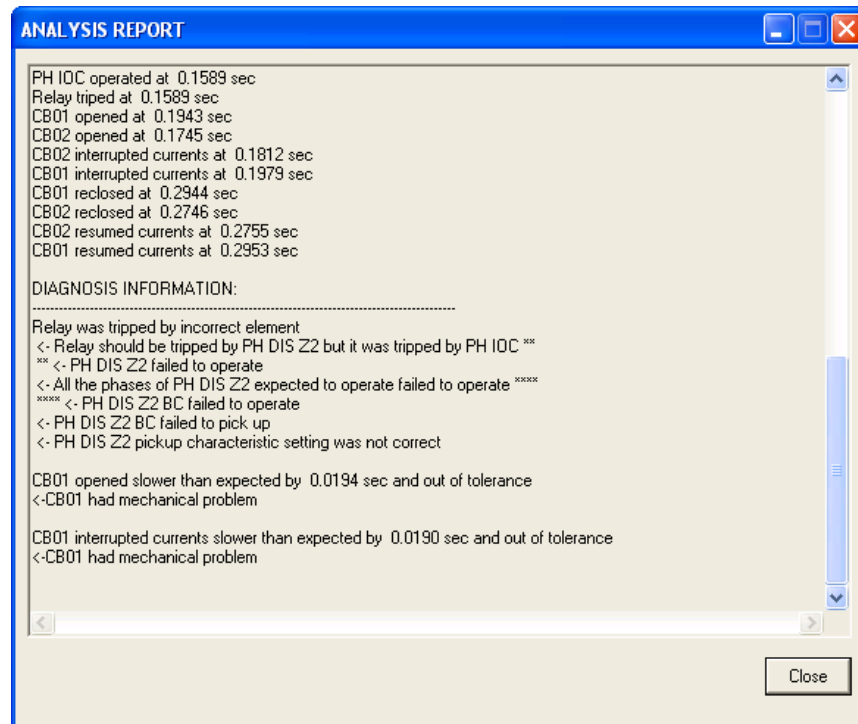 ANALYSIS REPORT
PH IOC operated at 0.1589 sec
Relay triped at 0.1589 sec
CB01 opened at 0.1943 sec
CB02 opened at 0.1745 sec
CB02 interrupted currents at 0.1812 sec
CB01 interrupted currents at 0.1979 sec
CB01 reclosed at 0.2944 sec
CB02 reclosed at 0.2746 sec
CB02 resumed currents at 0.2755 sec
CB01 resumed currents at 0.2953 sec
DIAGNOSIS INFORMATION:
----------------------------------------------------------------------------------------------------
Relay was tripped by incorrect element
<- Relay should be tripped by PH DIS Z2 but it was tripped by PH IOC **
** <- PH DIS Z2 failed to operate
<- All the phases of PH DIS Z2 expected to operate failed to operate ****
**** <- PH DIS Z2 BC failed to operate
<- PH DIS Z2 BC failed to pick up
<- PH DIS Z2 pickup characteristic setting was not correct
CB01 opened slower than expected by 0.0194 sec and out of tolerance
<-CB01 had mechanical problem
CB01 interrupted currents slower than expected by 0.0190 sec and out of tolerance
<-CB01 had mechanical problem
Close